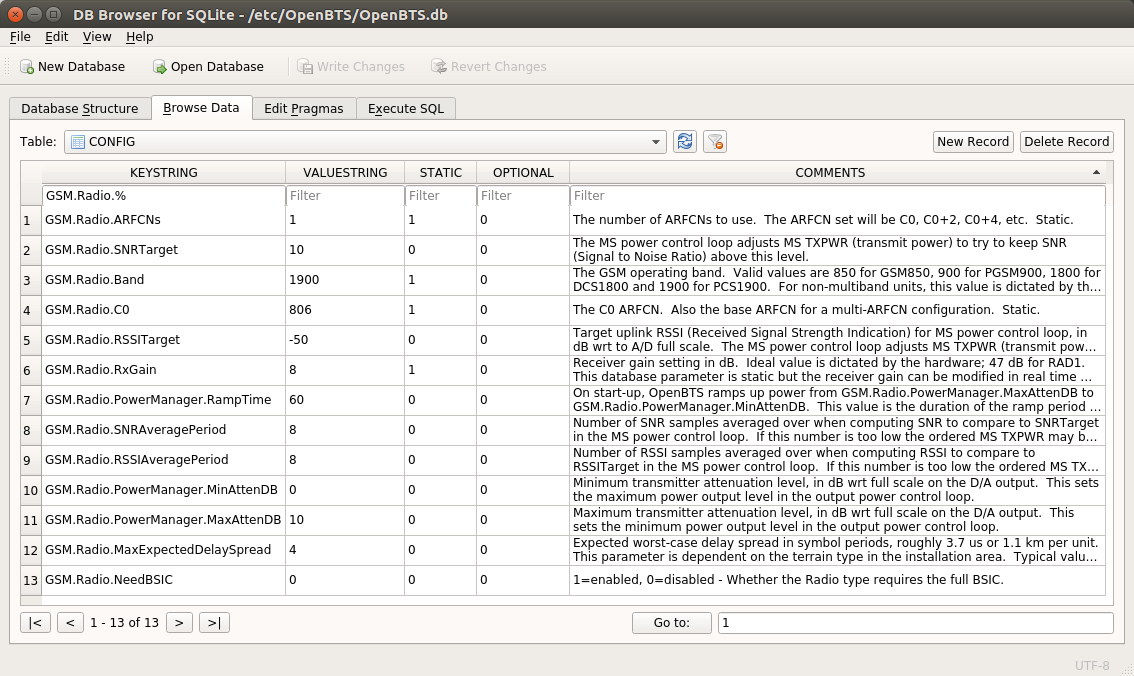 DB Browser for SQLite - /etc/OpenBTS/OpenBTS.db
File Edit View Help
New Database Open Database Write Changes Revert Changes
Database Structure Browse Data Edit Pragmas Execute SQL
Table: CONFIG New Record Delete Record
KEYSTRING VALUESTRING STATIC OPTIONAL COMMENTS
GSM.Radio.% Filter Filter Filter Filter
1 GSM.Radio.ARFCNs 1 1 0 The number of ARFCNs to use.  The ARFCN set will be C0, C0+2, C0+4, etc.  Static.
2 GSM.Radio.SNRTarget 10 0 0 The MS power control loop adjusts MS TXPWR (transmit power) to try to keep SNR
(Signal to Noise Ratio) above this level.
3 GSM.Radio.Band 1900 1 0 The GSM operating band.  Valid values are 850 for GSM850, 900 for PGSM900, 1800 for
DCS1800 and 1900 for PCS1900.  For non-multiband units, this value is dictated by th...
4 GSM.Radio.C0 806 1 0 The C0 ARFCN.  Also the base ARFCN for a multi-ARFCN configuration.  Static.
5 GSM.Radio.RSSITarget -50 0 0 Target uplink RSSI (Received Signal Strength Indication) for MS power control loop, in
dB wrt to A/D full scale.  The MS power control loop adjusts MS TXPWR (transmit pow...
6 GSM.Radio.RxGain 8 1 0 Receiver gain setting in dB.  Ideal value is dictated by the hardware; 47 dB for RAD1.
This database parameter is static but the receiver gain can be modified in real time ...
7 GSM.Radio.PowerManager.RampTime 60 0 0 On start-up, OpenBTS ramps up power from GSM.Radio.PowerManager.MaxAttenDB to
GSM.Radio.PowerManager.MinAttenDB.  This value is the duration of the ramp period ...
8 GSM.Radio.SNRAveragePeriod 8 0 0 Number of SNR samples averaged over when computing SNR to compare to SNRTarget
in the MS power control loop.  If this number is too low the ordered MS TXPWR may b...
9 GSM.Radio.RSSIAveragePeriod 8 0 0 Number of RSSI samples averaged over when computing RSSI to compare to
RSSITarget in the MS power control loop.  If this number is too low the ordered MS TX...
10 GSM.Radio.PowerManager.MinAttenDB 0 0 0 Minimum transmitter attenuation level, in dB wrt full scale on the D/A output.  This sets
the maximum power output level in the output power control loop.
11 GSM.Radio.PowerManager.MaxAttenDB 10 0 0 Maximum transmitter attenuation level, in dB wrt full scale on the D/A output.  This
sets the minimum power output level in the output power control loop.
12 GSM.Radio.MaxExpectedDelaySpread 4 0 0 Expected worst-case delay spread in symbol periods, roughly 3.7 us or 1.1 km per unit.
This parameter is dependent on the terrain type in the installation area.  Typical valu...
13 GSM.Radio.NeedBSIC 0 0 0 1=enabled, 0=disabled - Whether the Radio type requires the full BSIC.
|< < 1 - 13 of 13 > >| Go to: 1
UTF-8